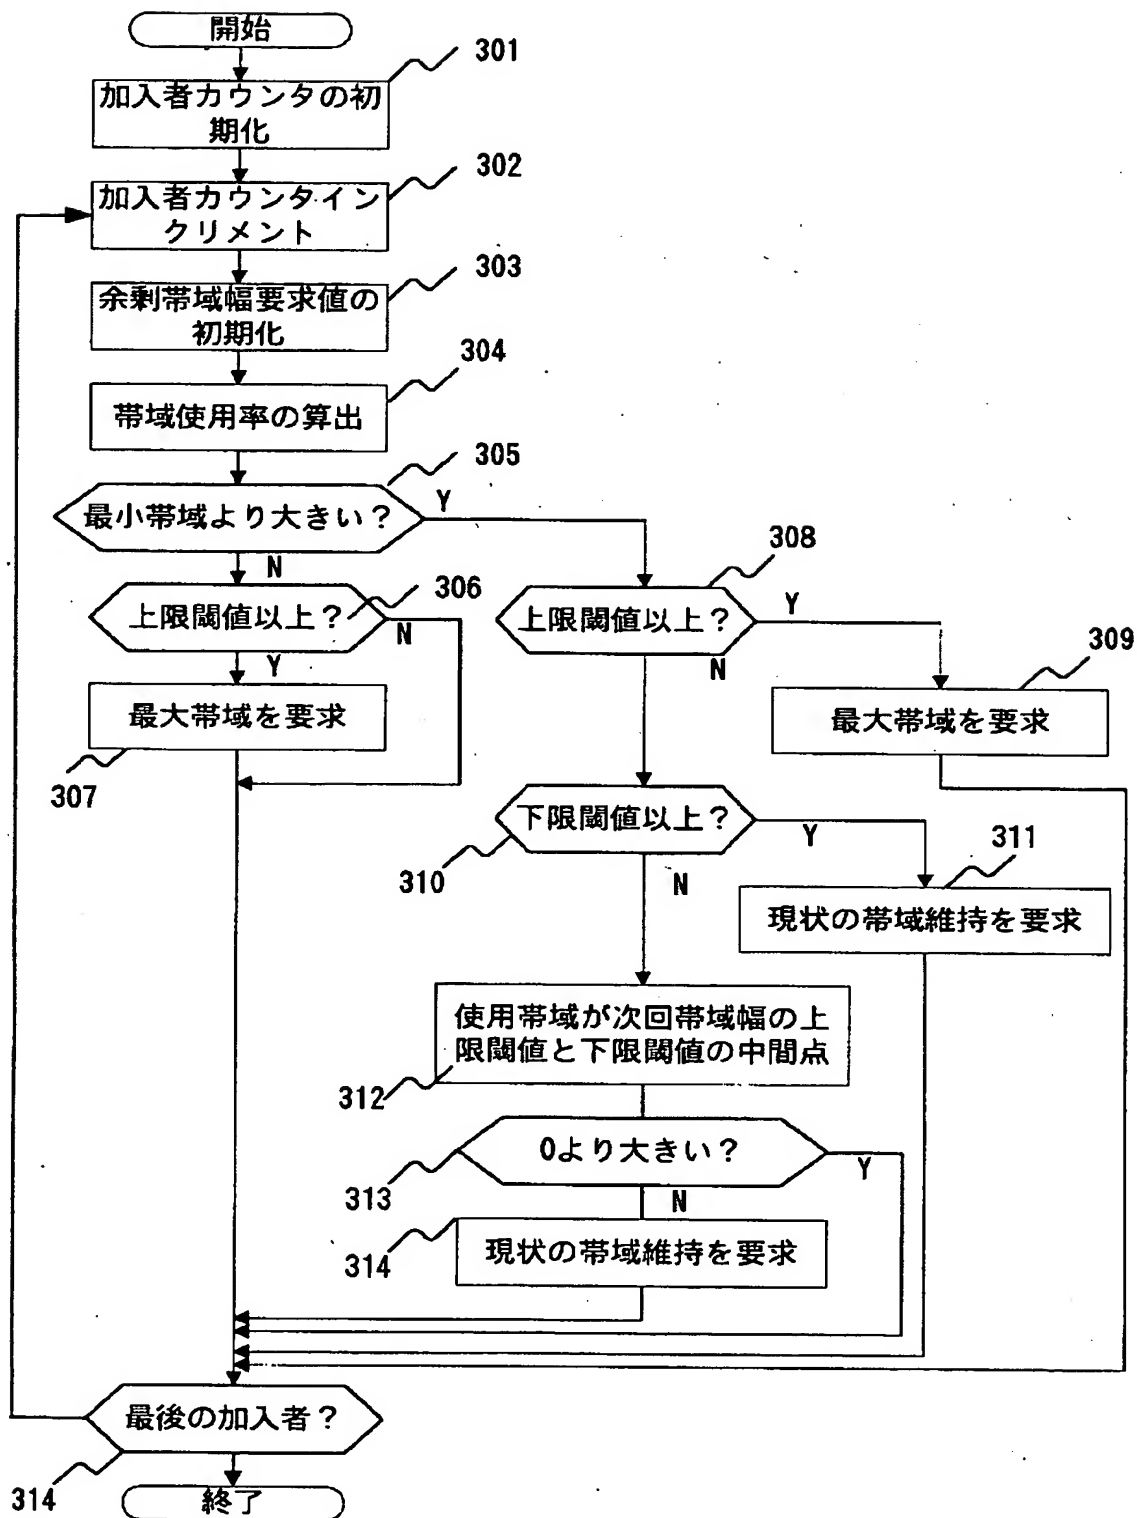 開始
301
加入者カウンタの初
期化
302
加入者カウンタイン
クリメント
303
余剰帯域幅要求値の
初期化
304
帯域使用率の算出
305
最小帯域より大きい？
Y
N
308
306
上限閾値以上？
N
Y
上限閾値以上？
Y
N
309
最大帯域を要求
307
最大帯域を要求
下限閾値以上？
Y
310
N
311
現状の帯域維持を要求
使用帯域が次回帯域幅の上
限閾値と下限閾値の中間点
312
0より大きい？
Y
313
N
314
現状の帯域維持を要求
最後の加入者？
314
終了